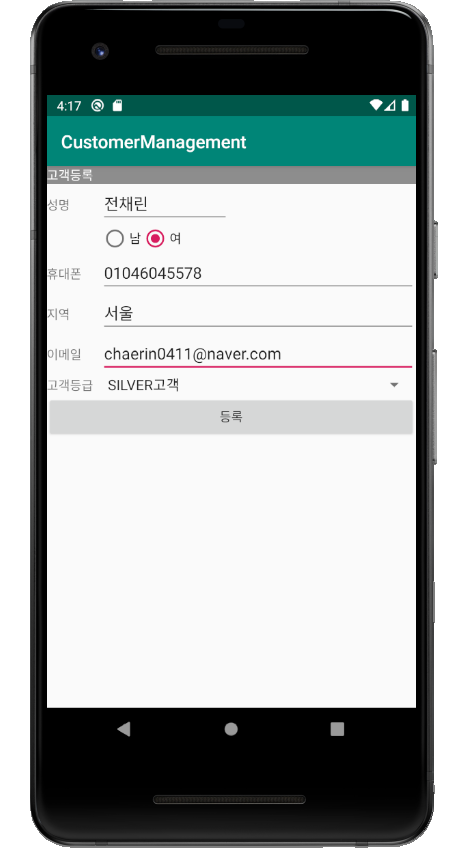 4:17
CustomerManagement
고객등록
성명 전채린
남 여
휴대폰 01046045578
지역 서울
이메일 chaerin0411@naver.com
고객등급 SILVER고객
등록